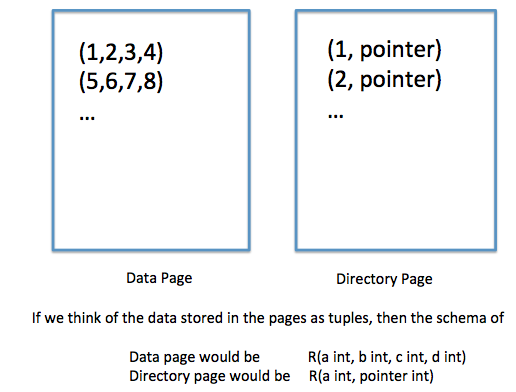 (1,2,3,4)
(5,6,7,8)
...
(1, pointer)
(2, pointer)
...
Data Page
Directory Page
If we think of the data stored in the pages as tuples, then the schema of
Data page would be R(a int, b int, c int, d int)
Directory page would be R(a int, pointer int)